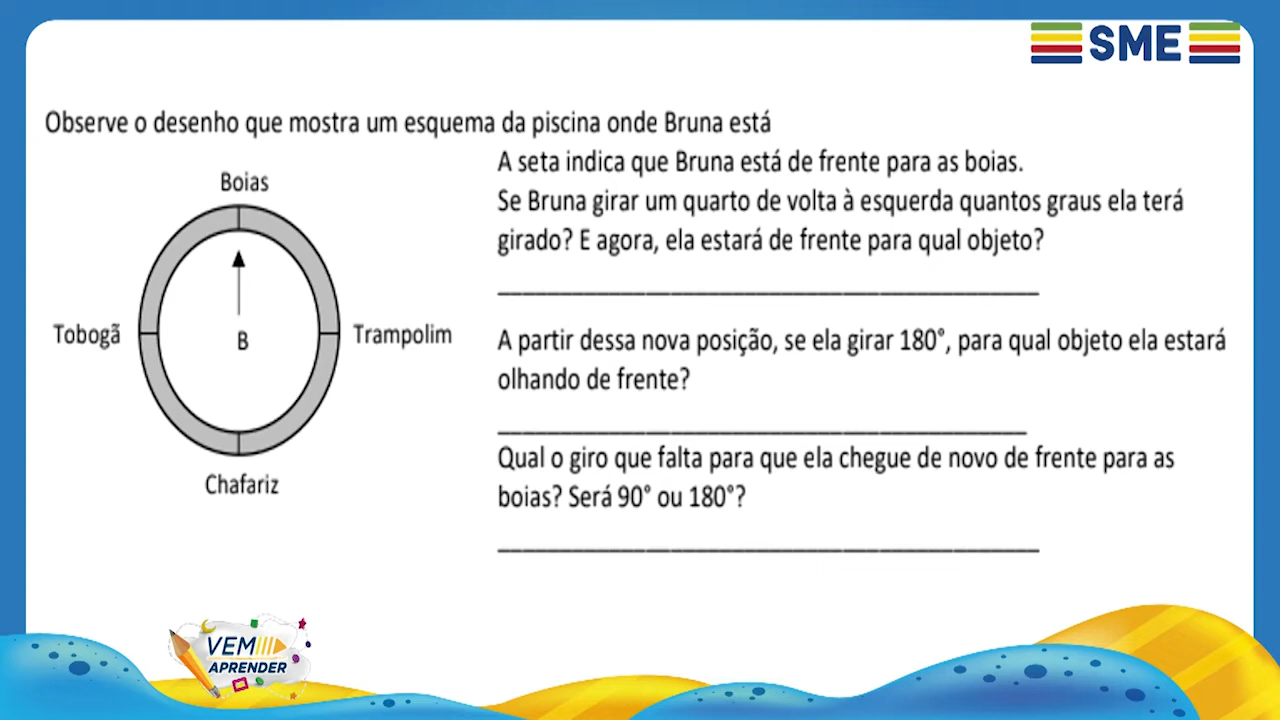 SME
Observe o desenho que mostra um esquema da piscina onde Bruna está
A seta indica que Bruna está de frente para as boias.
Se Bruna girar um quarto de volta à esquerda quantos graus ela terá
girado? E agora, ela estará de frente para qual objeto?
Boias
Tobogã
B
Trampolim
Chafariz
A partir dessa nova posição, se ela girar 180°, para qual objeto ela estará
olhando de frente?
Qual o giro que falta para que ela chegue de novo de frente para as
boias? Será 90° ou 180°?
VEM
APRENDER